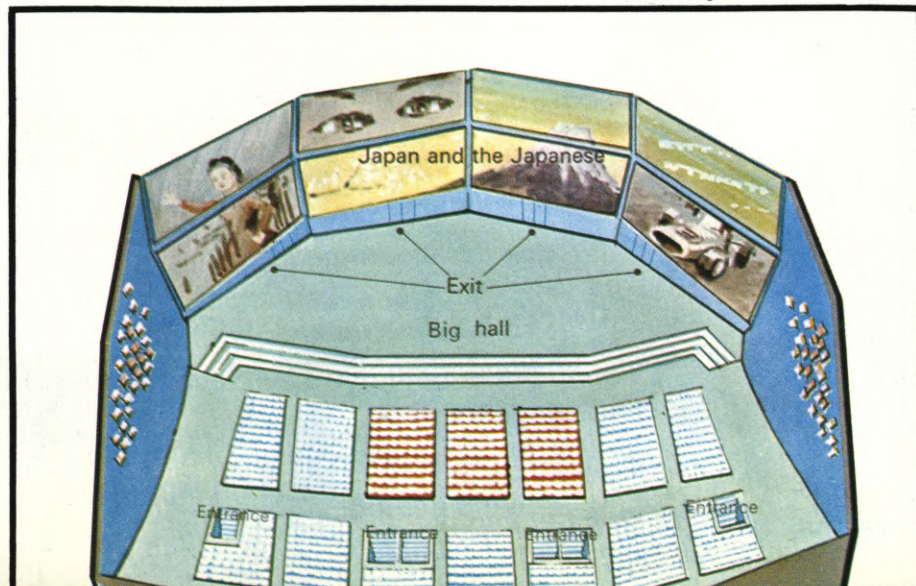 Japan and the Japanese
Exit
Big hall
Entrance
Entrance
Entrance
Entrance